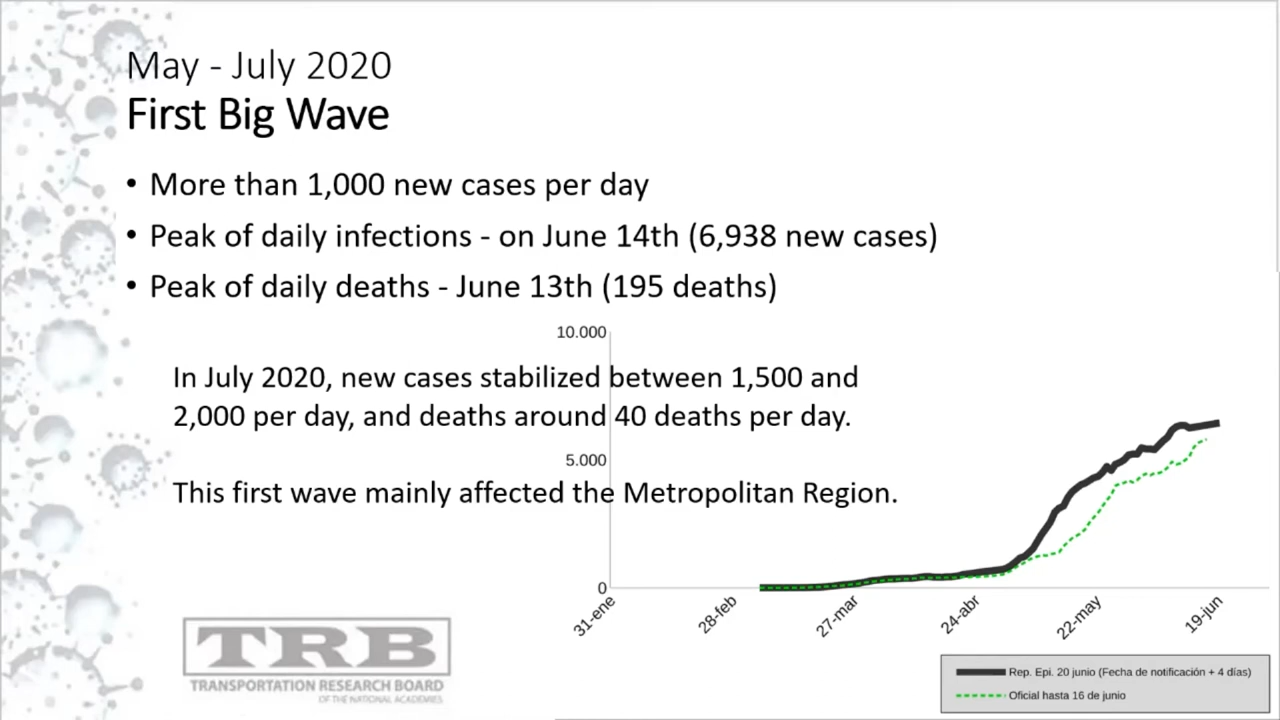 May - July 2020
First Big Wave
• More than 1,000 new cases per day
• Peak of daily infections - on June 14th (6,938 new cases)
• Peak of daily deaths - June 13th (195 deaths)
In July 2020, new cases stabilized between 1,500 and
2,000 per day, and deaths around 40 deaths per day.
This first wave mainly affected the Metropolitan Region.
10.000
5.000
0
31-ene
28-feb
27-mar
24-abr
22-may
19-jun
Rep. Epi. 20 junio (Fecha de notificación + 4 días)
Oficial hasta 16 de junio
TRB
TRANSPORTATION RESEARCH BOARD
OF THE NATIONAL ACADEMIES